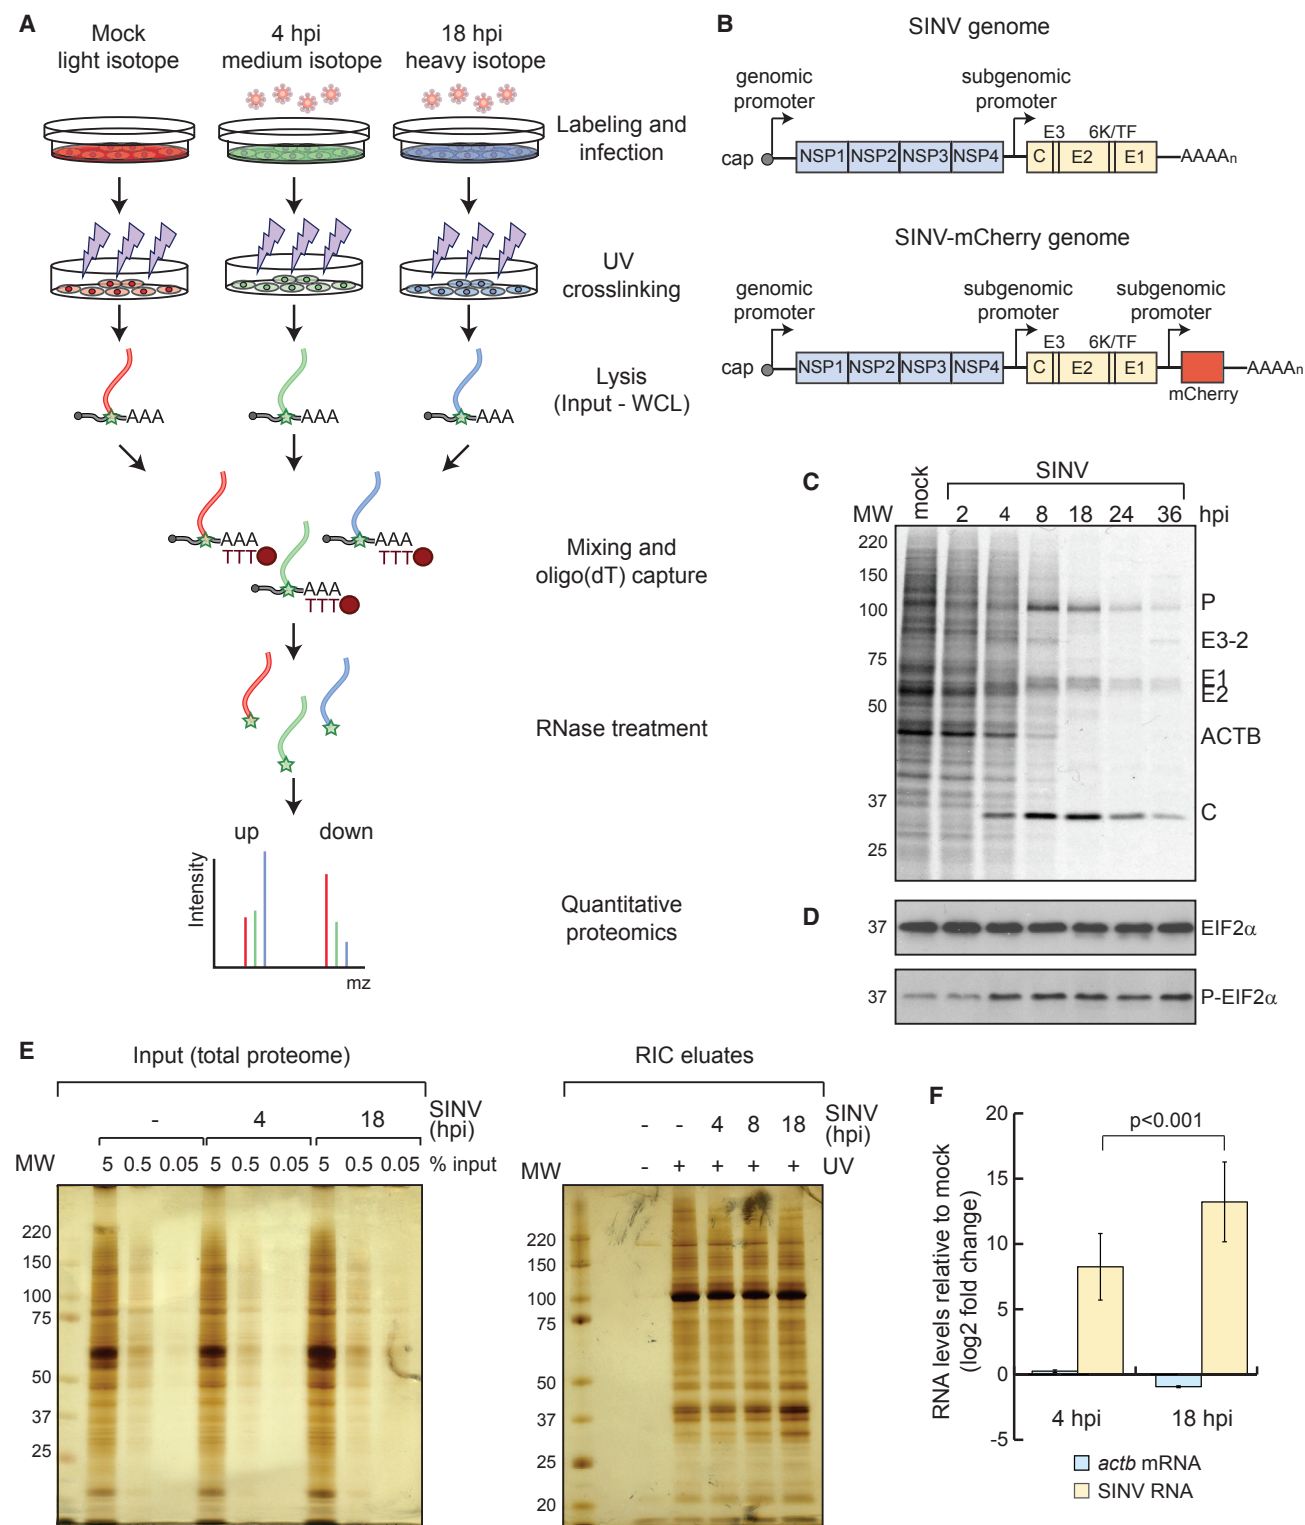 A
Mock
light isotope
4 hpi
medium isotope
18 hpi
heavy isotope
Labeling and
infection
UV
crosslinking
AAA
AAA
AAA
Lysis
(Input - WCL)
AAA
TTT
AAA
TTT
AAA
TTT
Mixing and
oligo(dT) capture
RNase treatment
up
down
Intensity
mz
Quantitative
proteomics
B
SINV genome
genomic
promoter
subgenomic
promoter
E3 6K/TF
cap NSP1 NSP2 NSP3 NSP4 C E2 E1 AAAAn
SINV-mCherry genome
genomic
promoter
subgenomic
promoter
subgenomic
promoter
E3 6K/TF
cap NSP1 NSP2 NSP3 NSP4 C E2 E1 AAAAn
mCherry
C
SINV
MW mock 2 4 8 18 24 36 hpi
220
150
100
75
50
37
25
P
E3-2
E1
E2
ACTB
C
D
37 EIF2α
37 P-EIF2α
E
Input (total proteome)
- 4 18 SINV
(hpi)
MW 5 0.5 0.05 5 0.5 0.05 5 0.5 0.05 % input
220
150
100
75
50
37
25
RIC eluates
- - 4 8 18 SINV
(hpi)
MW - + + + + UV
220
150
100
75
50
37
25
20
F
RNA levels relative to mock
(log2 fold change)
20
15
10
5
0
-5
p<0.001
4 hpi
18 hpi
actb mRNA
SINV RNA